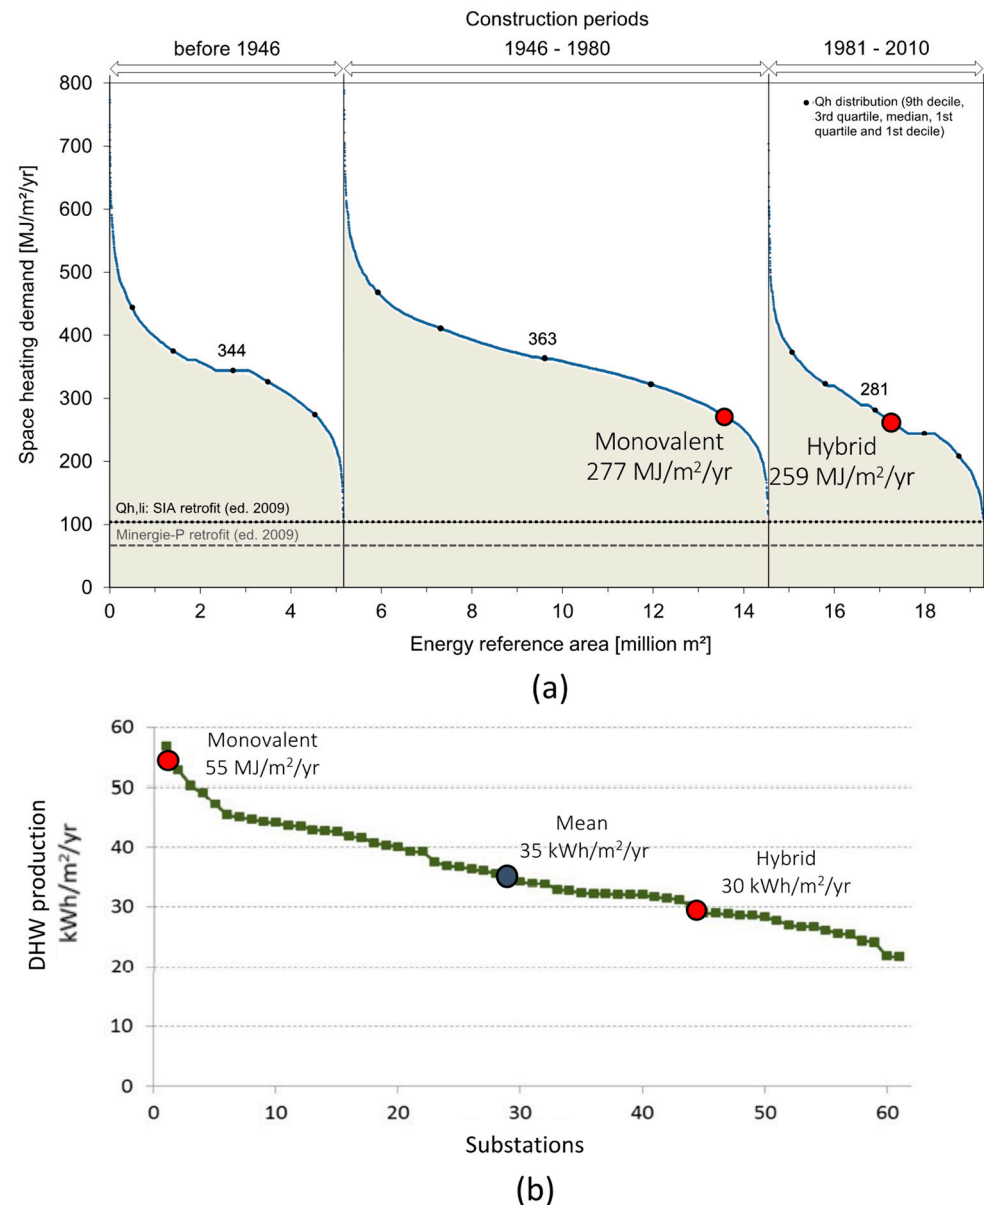 Construction periods
before 1946
1946 - 1980
1981 - 2010
Space heating demand [MJ/m²/yr]
800
700
600
500
400
300
200
100
0
• Qh distribution (9th decile,
3rd quartile, median, 1st
quartile and 1st decile)
344
363
281
Monovalent
277 MJ/m²/yr
Hybrid
259 MJ/m²/yr
Qh,li: SIA retrofit (ed. 2009)
Minergie-P retrofit (ed. 2009)
0
2
4
6
8
10
12
14
16
18
Energy reference area [million m²]
(a)
DHW production
kWh/m²/yr
60
50
40
30
20
10
0
Monovalent
55 MJ/m²/yr
Mean
35 kWh/m²/yr
Hybrid
30 kWh/m²/yr
0
10
20
30
40
50
60
Substations
(b)